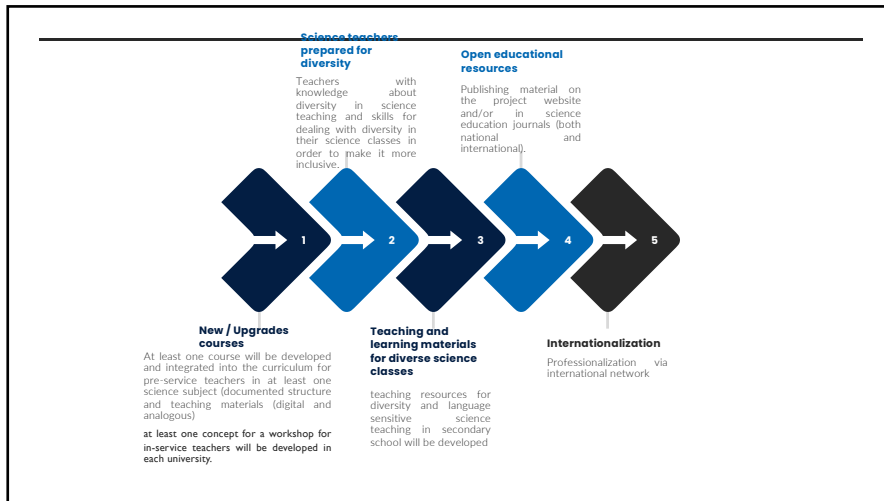 Science teachers
prepared for
diversity
Teachers with
knowledge about
diversity in science
teaching and skills for
dealing with diversity in
their science classes in
order to make it more
inclusive.
Open educational
resources
Publishing material on
the project website
and/or in science
education journals (both
national and
international).
1
2
3
4
5
New / Upgrades
courses
At least one course will be developed
and integrated into the curriculum for
pre-service teachers in at least one
science subject (documented structure
and teaching materials (digital and
analogous)
at least one concept for a workshop for
in-service teachers will be developed in
each university.
Teaching and
learning materials
for diverse science
classes
teaching resources for
diversity and language
sensitive science
teaching in secondary
school will be developed
Internationalization
Professionalization via
international network